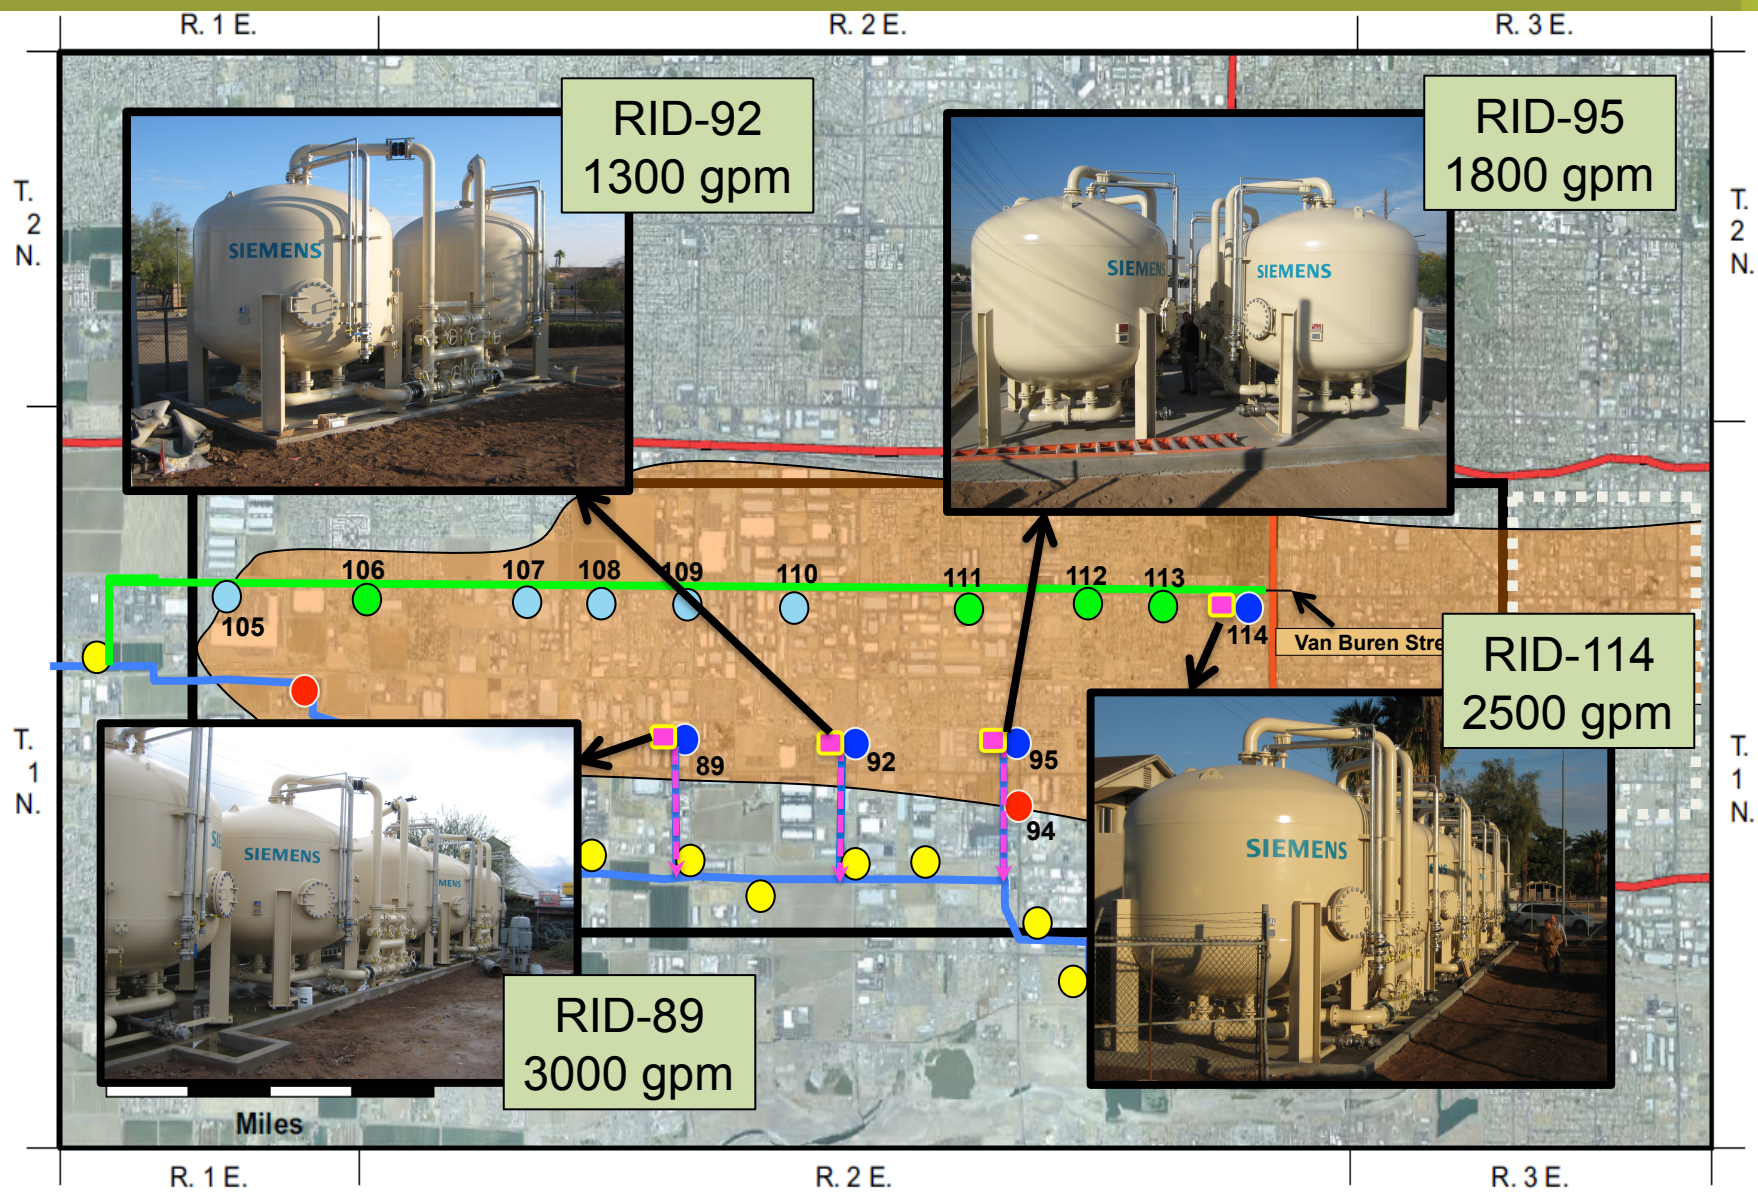 R. 1 E.
R. 2 E.
R. 3 E.
RID-92
1300 gpm
RID-95
1800 gpm
T.
2
N.
T.
2
N.
SIEMENS
SIEMENS
SIEMENS
106
107
108
109
110
111
112
113
105
114
Van Buren Stre
RID-114
2500 gpm
89
92
95
94
T.
1
N.
T.
1
N.
SIEMENS
SIEMENS
MENS
SIE
RID-89
3000 gpm
Miles
R. 1 E.
R. 2 E.
R. 3 E.